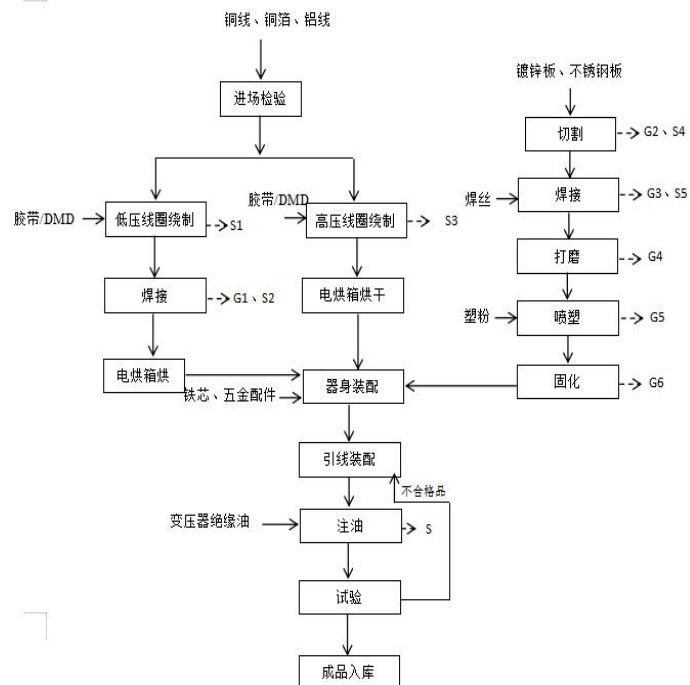 铜线、铜箔、铝线
进场检验
镀锌板、不锈钢板
切割
G2、S4
焊丝
焊接
G3、S5
打磨
G4
塑粉
喷塑
G5
固化
G6
胶带/DMD
低压线圈绕制
S1
胶带/DMD
高压线圈绕制
S3
焊接
G1、S2
电烘箱烘干
电烘箱烘
铁芯、五金配件
器身装配
引线装配
不合格品
变压器绝缘油
注油
S
试验
成品入库